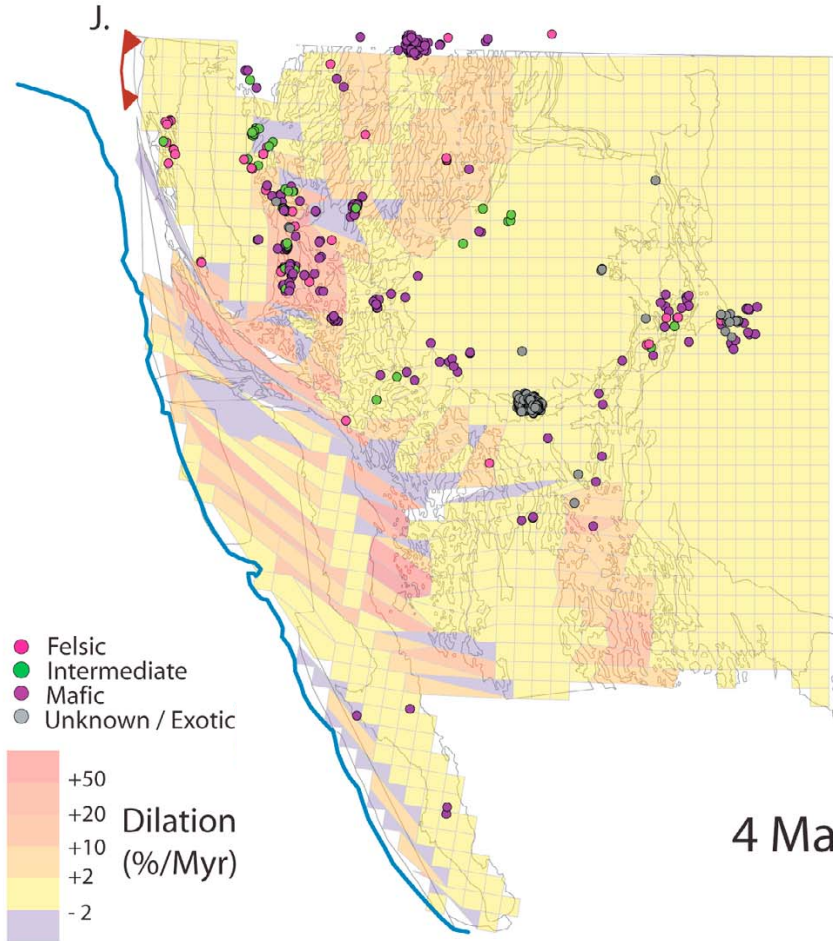 J.
Felsic
Intermediate
Mafic
Unknown / Exotic
+50
+20
+10
+2
- 2
Dilation
(%/Myr)
4 Ma